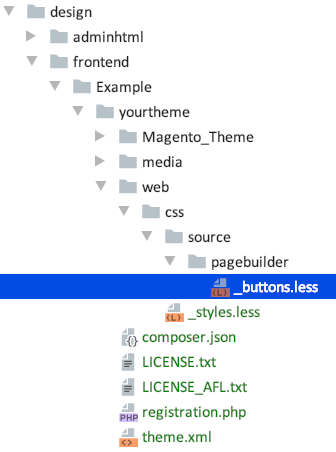 design
adminhtml
frontend
Example
yourtheme
Magento_Theme
media
web
css
source
pagebuilder
_buttons.less
_styles.less
composer.json
LICENSE.txt
LICENSE_AFL.txt
registration.php
theme.xml